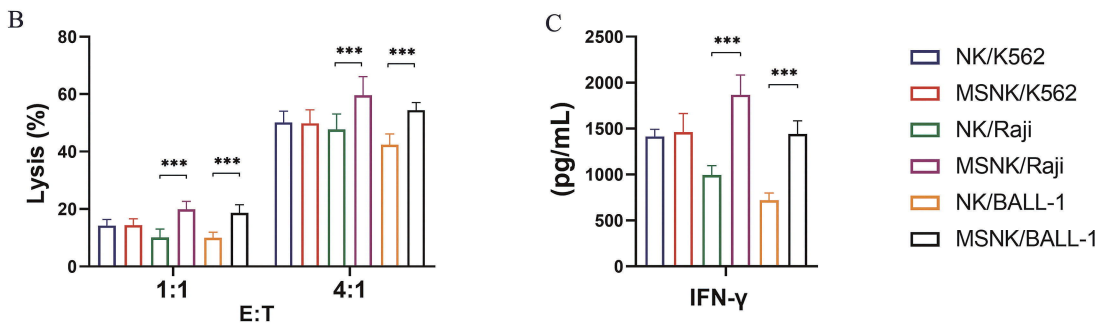 B
80
60
40
20
0
Lysis (%)
***
***
***
***
1:1
4:1
E:T
C
2500
2000
1500
1000
500
0
(pg/mL)
***
***
IFN-γ
NK/K562
MSNK/K562
NK/Raji
MSNK/Raji
NK/BALL-1
MSNK/BALL-1